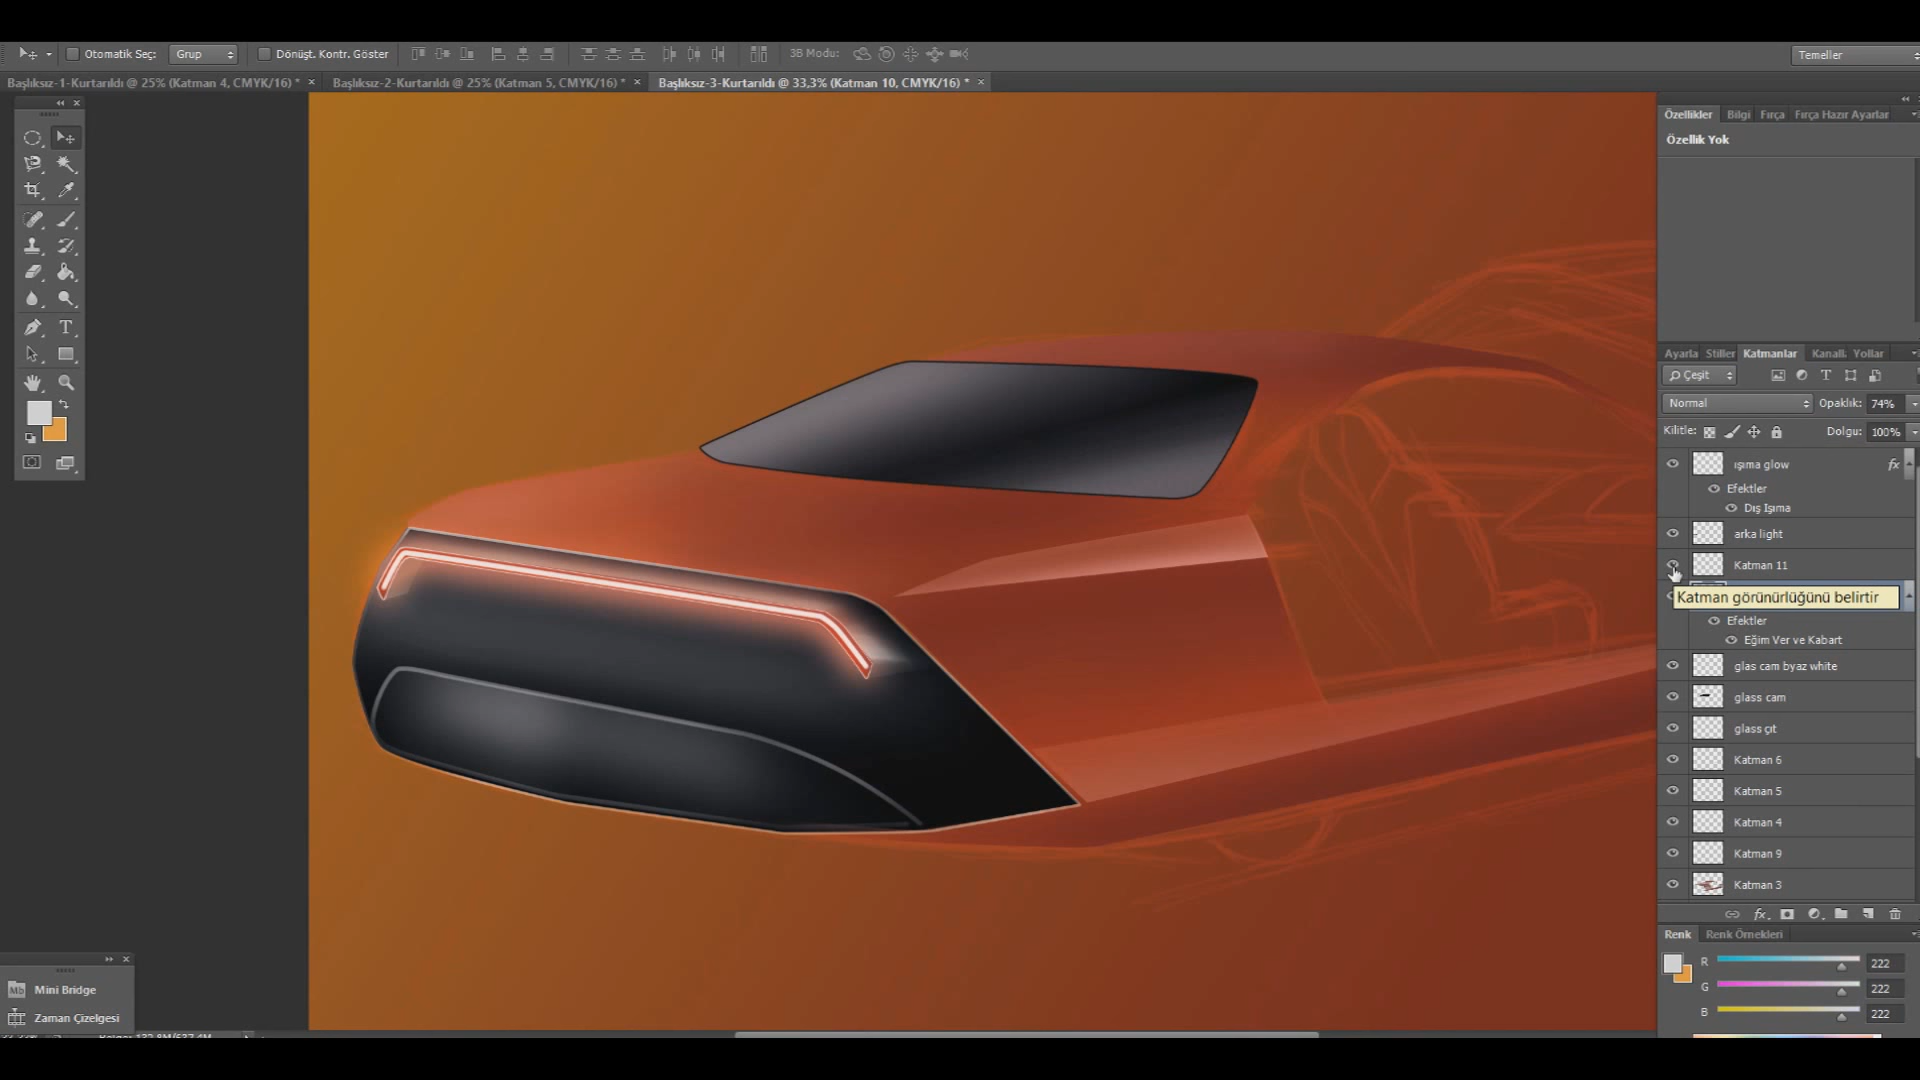 Otomatik Seç: Grup Dönüşt. Kontr. Göster 3B Modu: Temeller
Başlıksız-1-Kurtarıldı @ 25% (Katman 4, CMYK/16) * × Başlıksız-2-Kurtarıldı @ 25% (Katman 5, CMYK/16) * × Başlıksız-3-Kurtarıldı @ 33,3% (Katman 10, CMYK/16) * ×
Özellikler Bilgi Fırça Fırça Hazır Ayarlar
Özellik Yok
Ayarla Stiller Katmanlar Kanall Yollar
Çeşit
Normal Opaklık: 74%
Kilitle: Dolgu: 100%
ışıma glow fx
Efektler
Dış Işıma
arka light
Katman 11
Katman görünürlüğünü belirtir
Efektler
Eğim Ver ve Kabart
glas cam byaz white
glass cam
glass çıt
Katman 6
Katman 5
Katman 4
Katman 9
Katman 3
fx
Renk Renk Örnekleri
R 222
G 222
B 222
Mb Mini Bridge
Zaman Çizelgesi